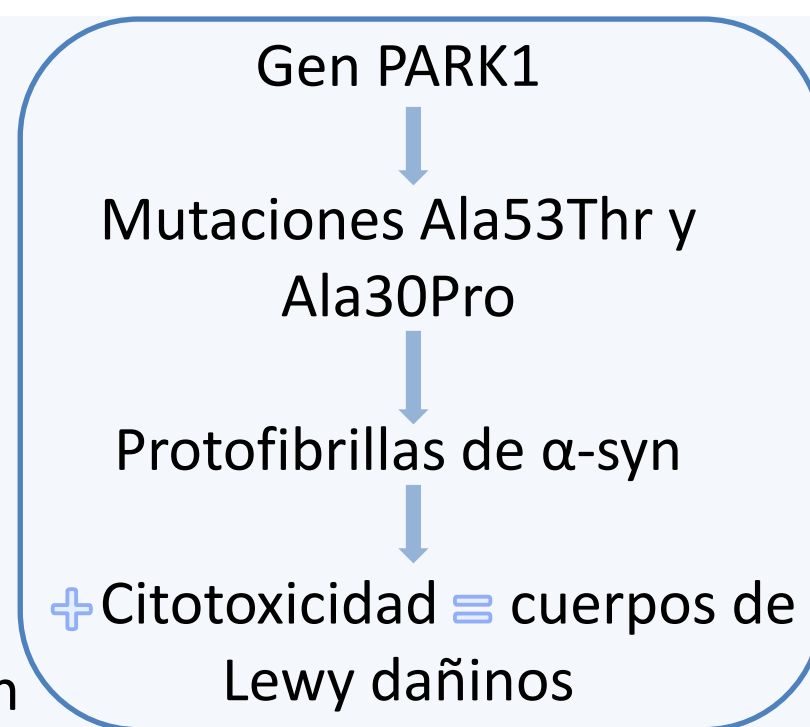 Gen PARK1
Mutaciones Ala53Thr y
Ala30Pro
Protofibrillas de α-syn
+ Citotoxicidad = cuerpos de
Lewy dañinos